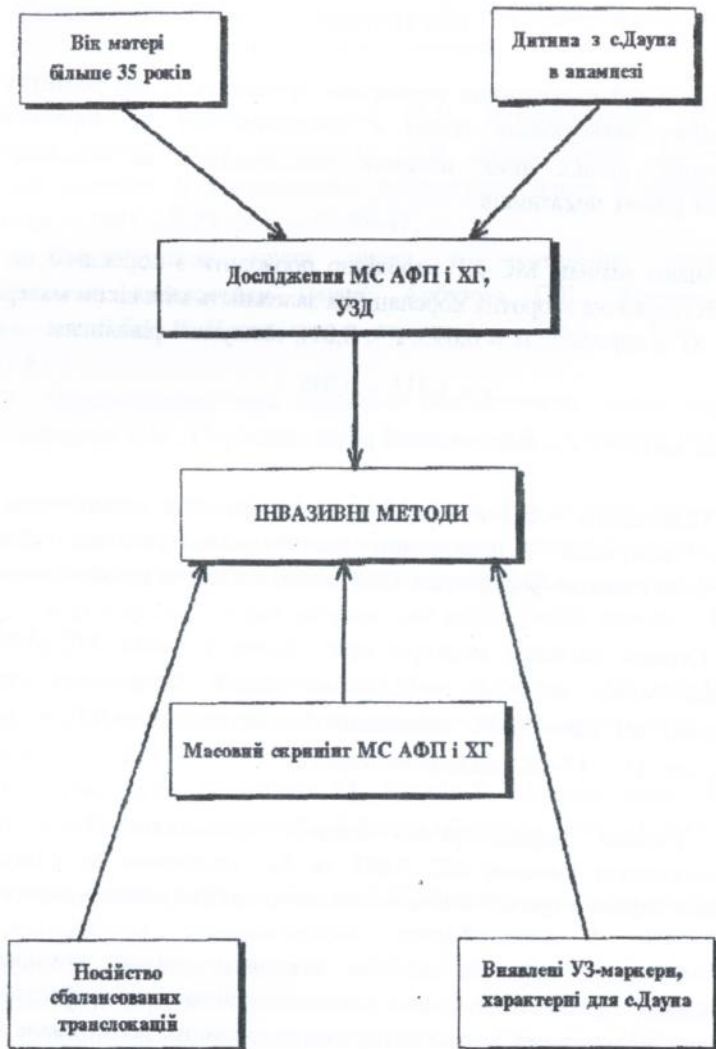 Вік матері
більше 35 років
Дитина з с.Дауна
в анамнезі
Дослідженя МС АФП і ХГ,
УЗД
ІНВАЗИВНІ МЕТОДИ
Масовий скринінг МС АФП і ХГ
Носійство
сбалансованих
транслокацій
Виявлені УЗ-маркери,
характерні для с.Дауна